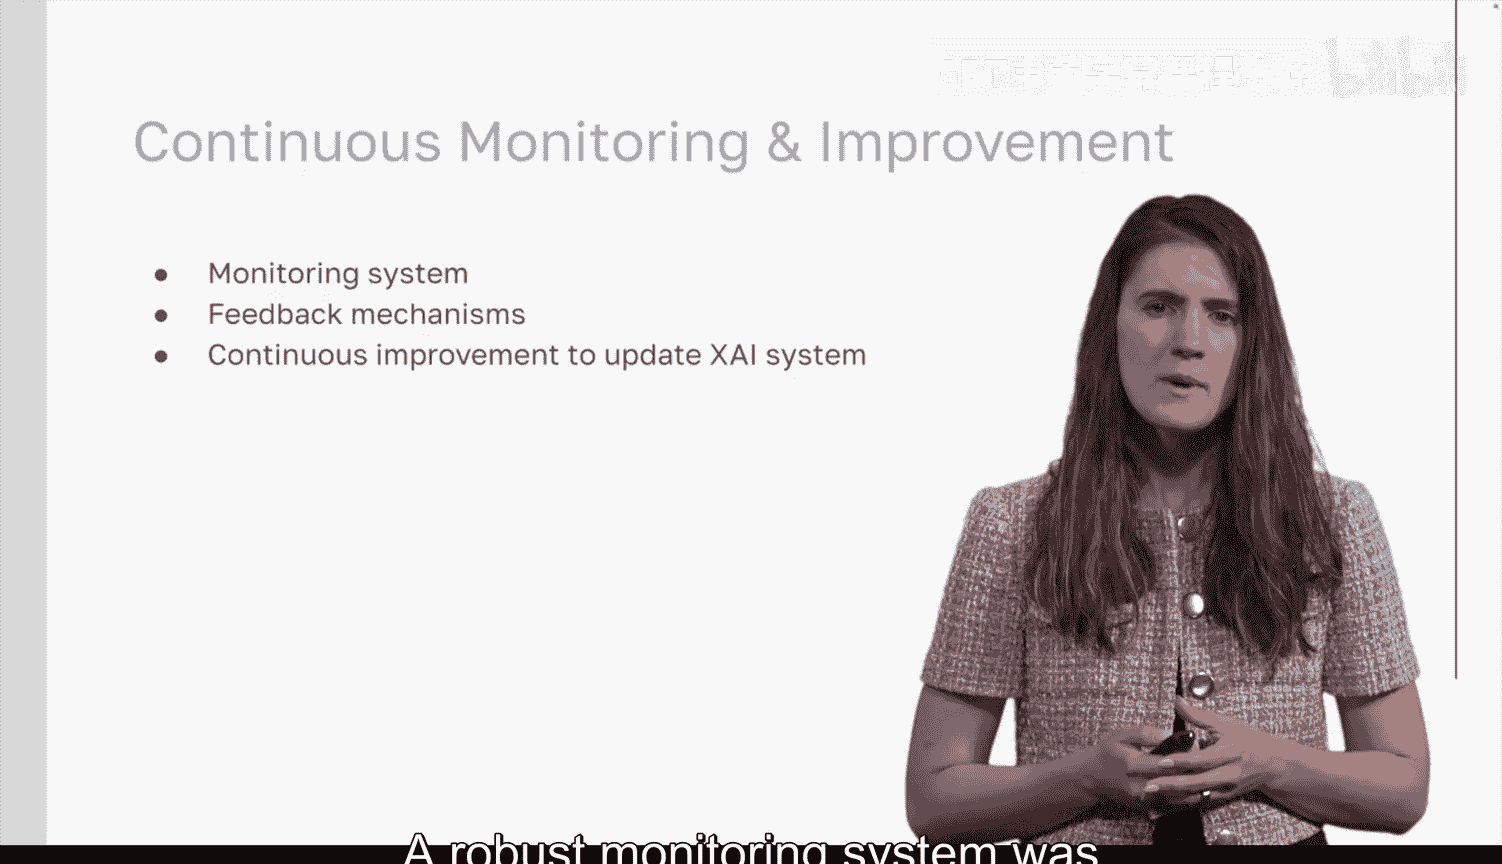 Continuous Monitoring & Improvement
● Monitoring system
● Feedback mechanisms
● Continuous improvement to update XAI system
A robust monitoring system was